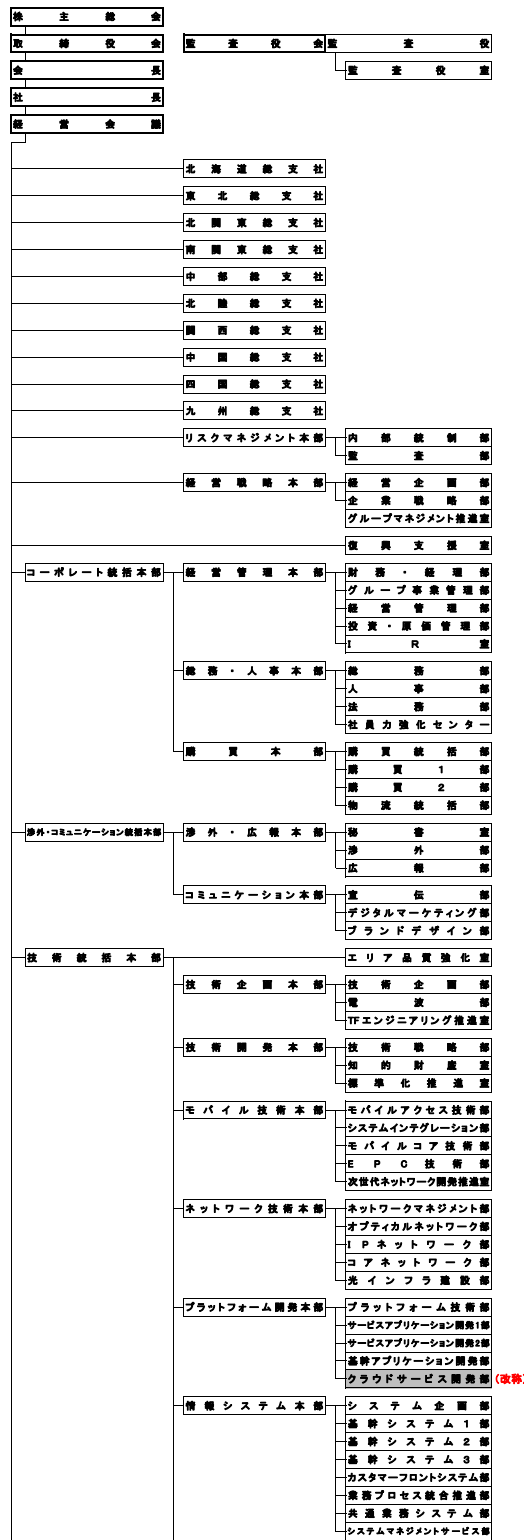 株主総会
取締役会 監査役会 監査役
会長 監査役室
社長
経営会議
北海道総支社
東北総支社
北関東総支社
南関東総支社
中部総支社
北陸総支社
関西総支社
中国総支社
四国総支社
九州総支社
リスクマネジメント本部 内部統制部
監査部
経営戦略本部 経営企画部
企業戦略部
グループマネジメント推進室
復興支援室
コーポレート統括本部 経営管理本部 財務・経理部
グループ事業管理部
経営管理部
投資・原価管理部
IR室
総務・人事本部 総務部
人事部
法務部
社員力強化センター
購買本部 購買統括部
購買1部
購買2部
物流統括部
渉外・コミュニケーション統括本部 渉外・広報本部 秘書室
渉外部
広報部
コミュニケーション本部 宣伝部
デジタルマーケティング部
ブランドデザイン部
技術統括本部 エリア品質強化室
技術企画本部 技術企画部
電波部
TFエンジニアリング推進室
技術開発本部 技術戦略部
知的財産室
標準化推進室
モバイル技術本部 モバイルアクセス技術部
システムインテグレーション部
モバイルコア技術部
EPC技術部
次世代ネットワーク開発推進室
ネットワーク技術本部 ネットワークマネジメント部
オプティカルネットワーク部
IPネットワーク部
コアネットワーク部
光インフラ建設部
プラットフォーム開発本部 プラットフォーム技術部
サービスアプリケーション開発1部
サービスアプリケーション開発2部
基幹アプリケーション開発部
クラウドサービス開発部 (改称)
情報システム本部 システム企画部
基幹システム1部
基幹システム2部
基幹システム3部
カスタマーフロントシステム部
業務プロセス統合推進部
共通業務システム部
システムマネジメントサービス部